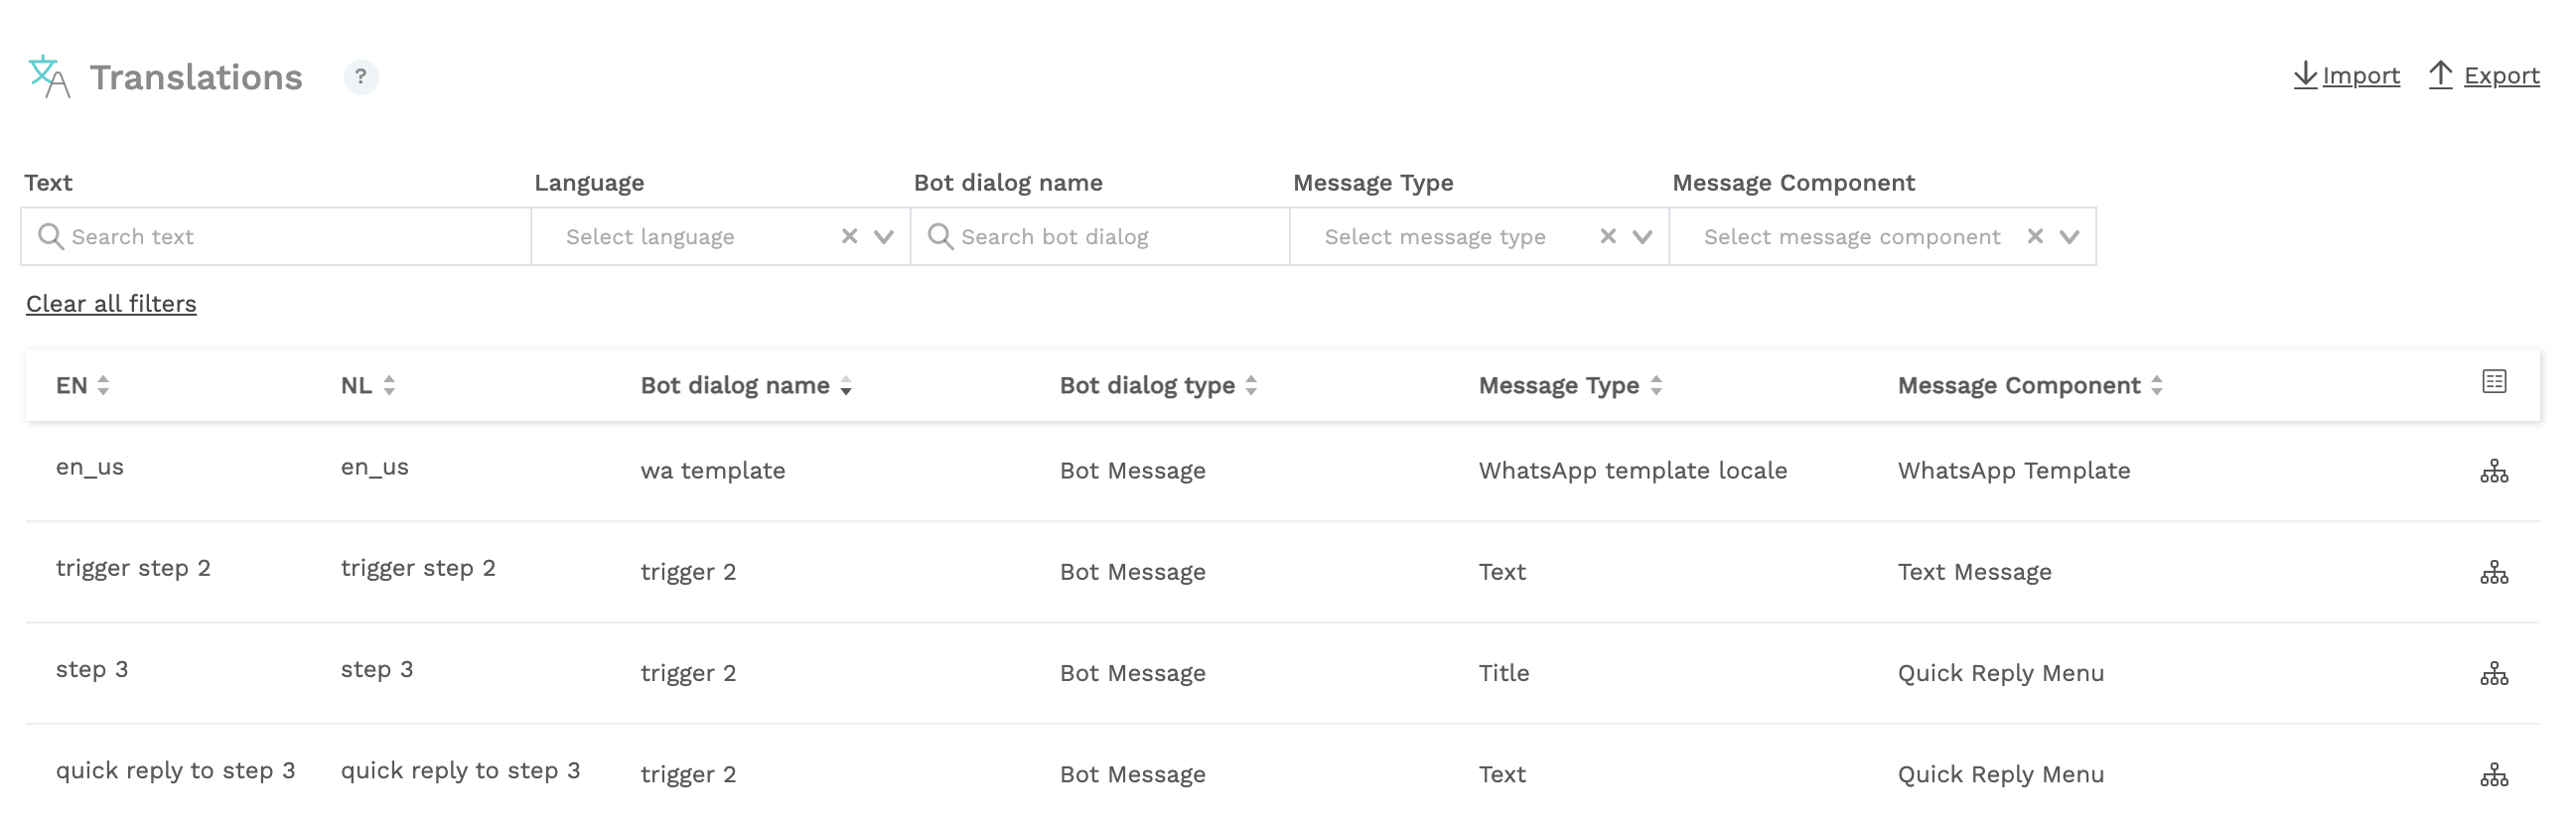 Translations ? Import Export
Text Language Bot dialog name Message Type Message Component
Search text Select language Search bot dialog Select message type Select message component
Clear all filters
EN NL Bot dialog name Bot dialog type Message Type Message Component
en_us en_us wa template Bot Message WhatsApp template locale WhatsApp Template
trigger step 2 trigger step 2 trigger 2 Bot Message Text Text Message
step 3 step 3 trigger 2 Bot Message Title Quick Reply Menu
quick reply to step 3 quick reply to step 3 trigger 2 Bot Message Text Quick Reply Menu